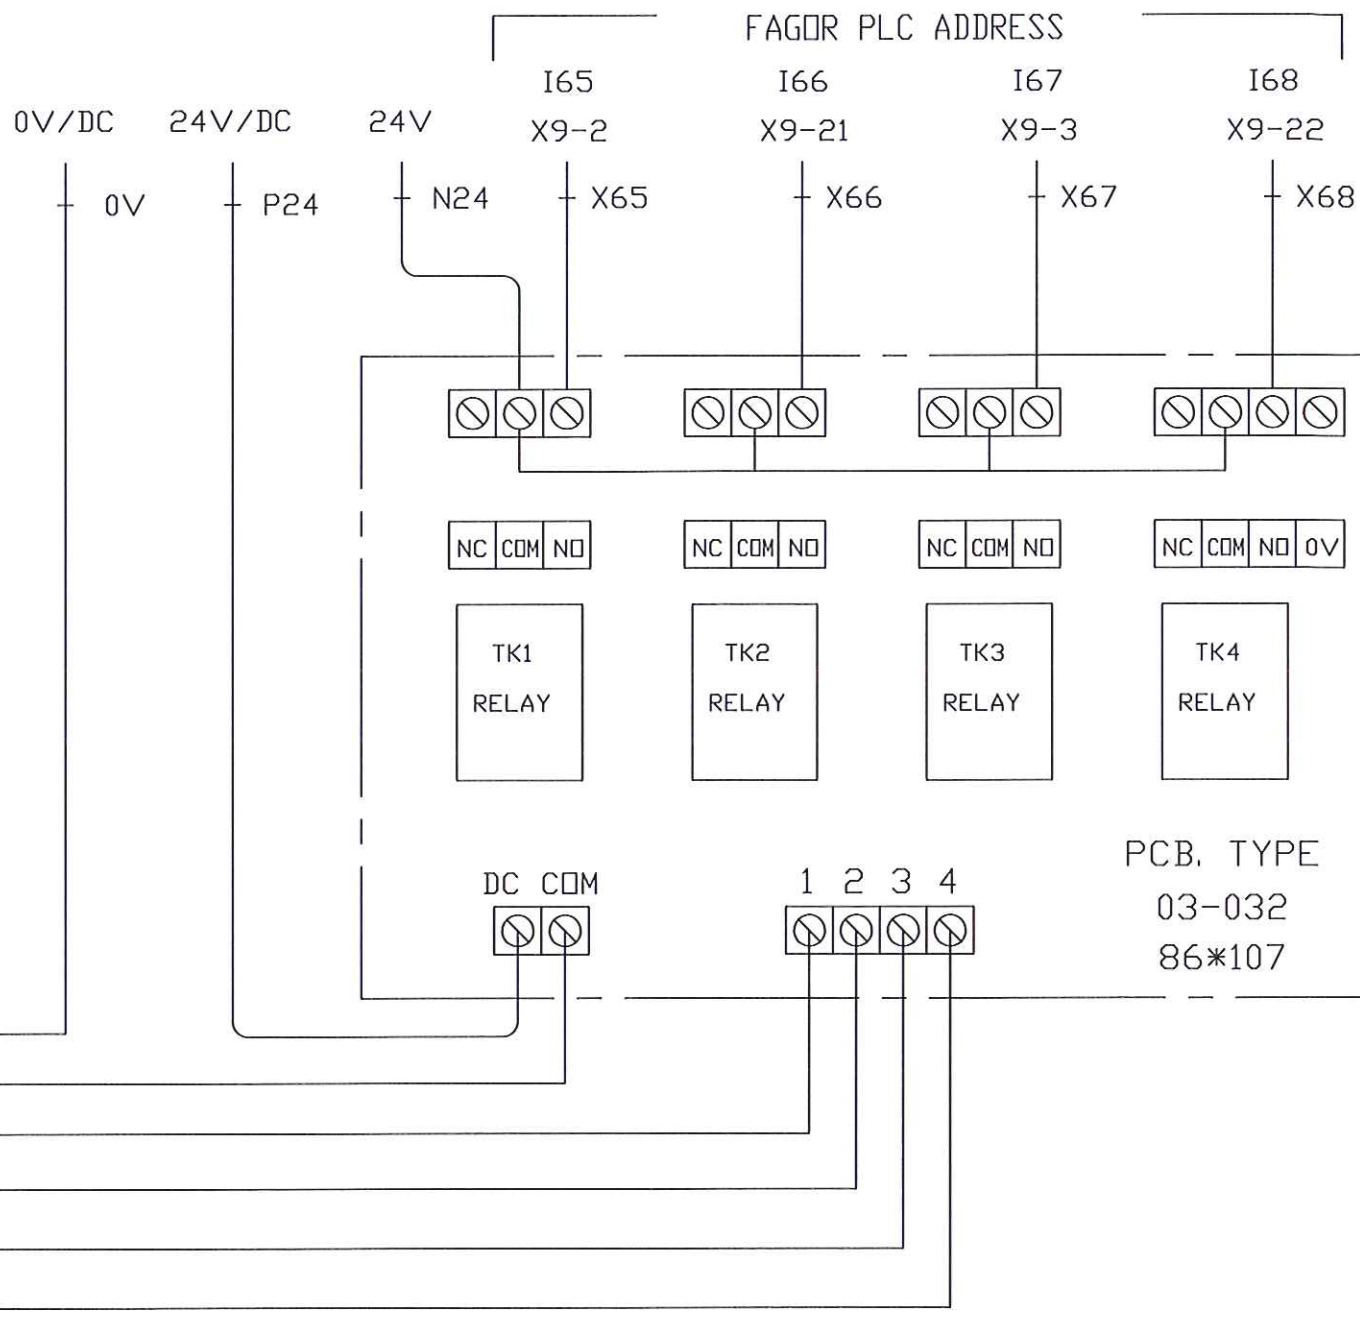 FAGOR PLC ADDRESS
I65 I66 I67 I68
0V/DC 24V/DC 24V X9-2 X9-21 X9-3 X9-22
0V P24 N24 X65 X66 X67 X68
NC COM NO NC COM NO NC COM NO NC COM NO 0V
TK1 TK2 TK3 TK4
RELAY RELAY RELAY RELAY
PCB. TYPE
DC COM 1 2 3 4
03-032
86*107